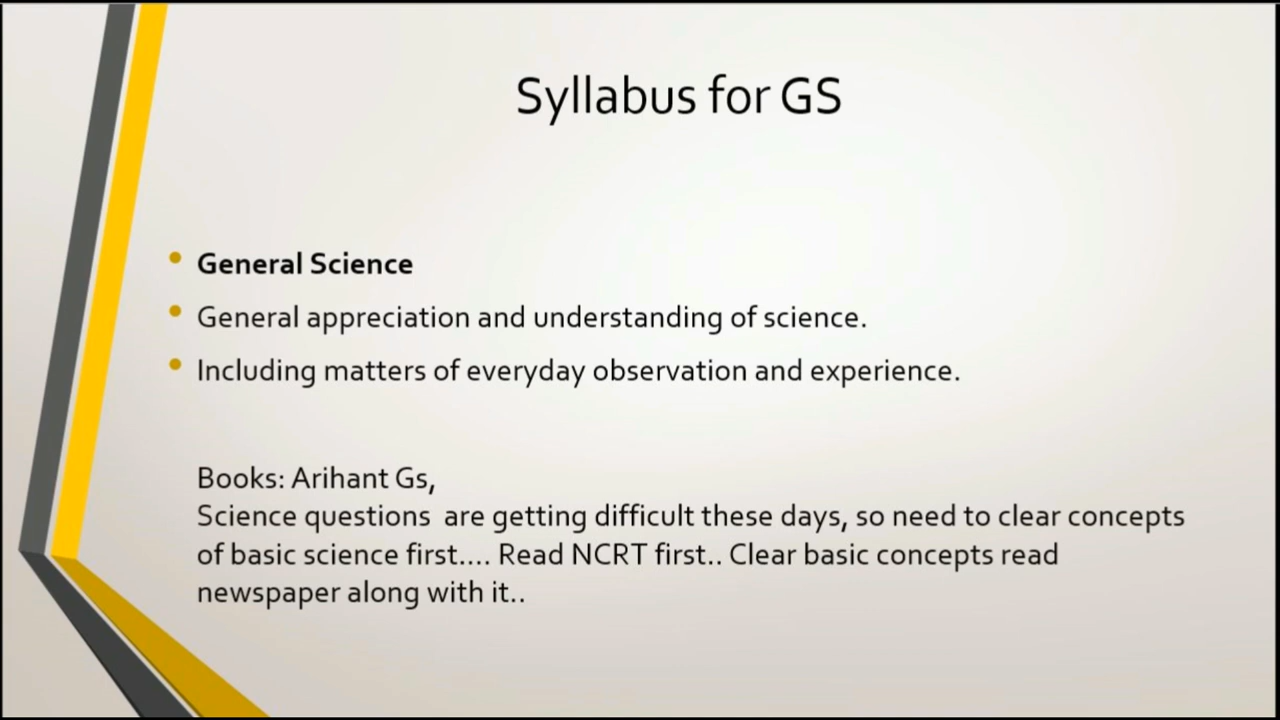 Syllabus for GS
• General Science
• General appreciation and understanding of science.
• Including matters of everyday observation and experience.
Books: Arihant Gs,
Science questions  are getting difficult these days, so need to clear concepts
of basic science first.... Read NCRT first.. Clear basic concepts read
newspaper along with it..